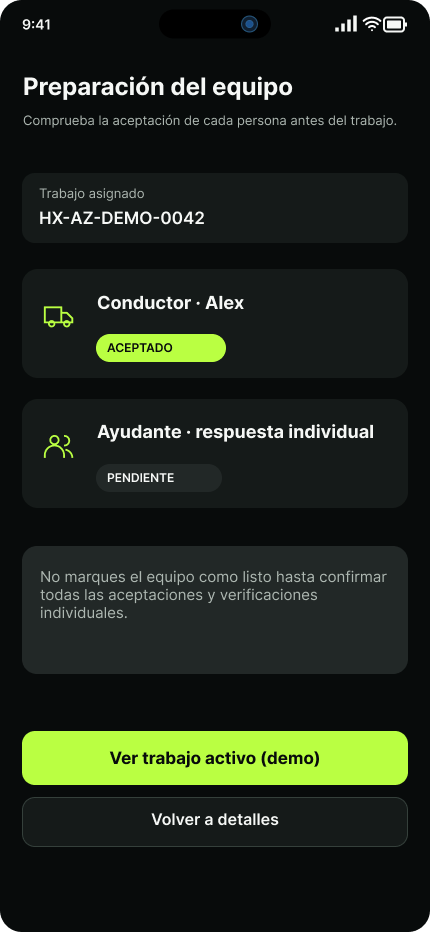 9:41
Preparación del equipo
Comprueba la aceptación de cada persona antes del trabajo.
Trabajo asignado
HX-AZ-DEMO-0042
Conductor · Alex
ACEPTADO
Ayudante · respuesta individual
PENDIENTE
No marques el equipo como listo hasta confirmar
todas las aceptaciones y verificaciones
individuales.
Ver trabajo activo (demo)
Volver a detalles